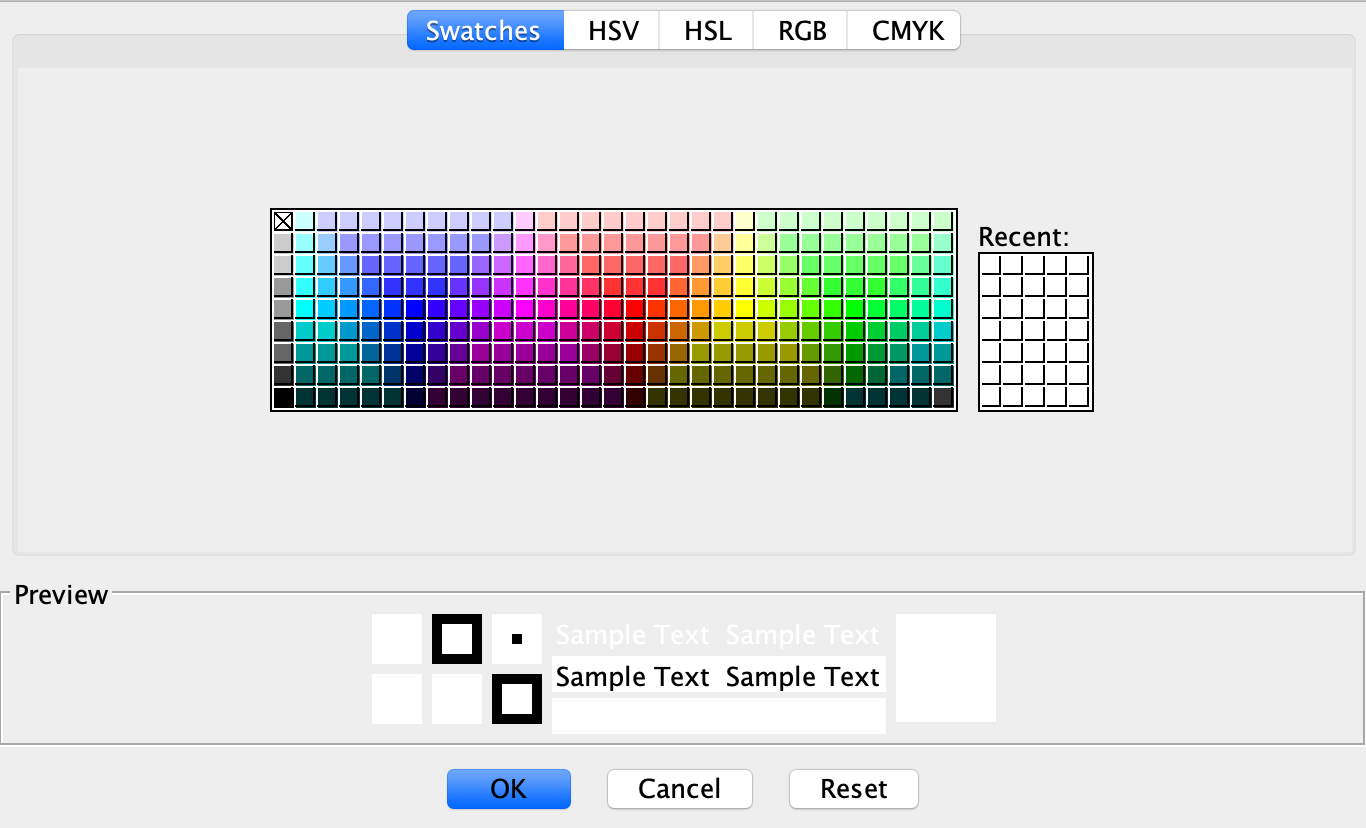 Swatches HSV HSL RGB CMYK
Recent:
Preview
Sample Text Sample Text
Sample Text Sample Text
OK Cancel Reset